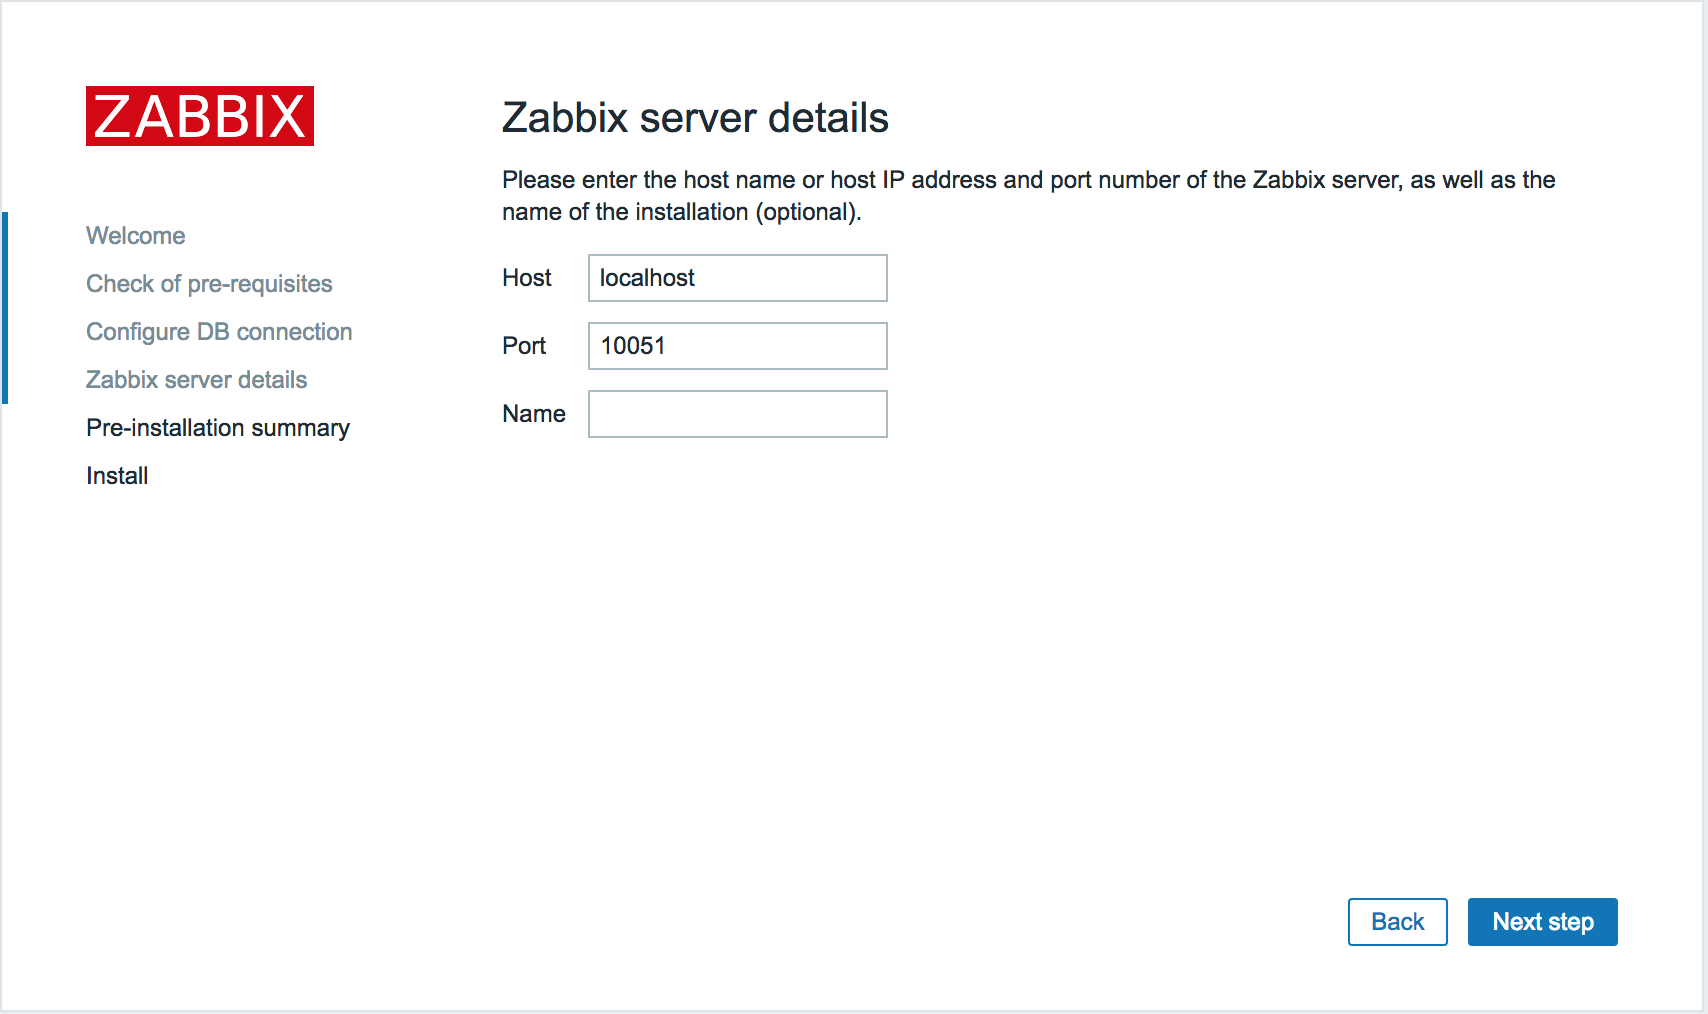 ZABBIX
Welcome
Check of pre-requisites
Configure DB connection
Zabbix server details
Pre-installation summary
Install
Zabbix server details
Please enter the host name or host IP address and port number of the Zabbix server, as well as the
name of the installation (optional).
Host localhost
Port 10051
Name
Back Next step